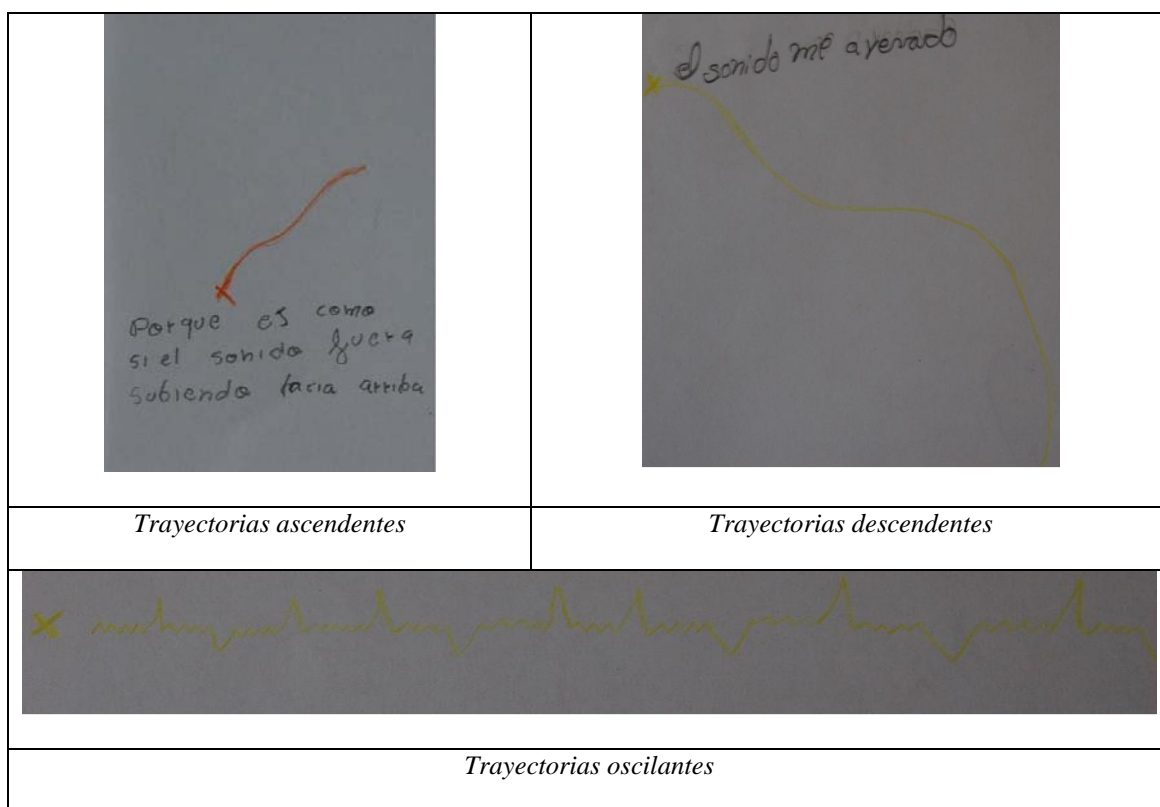 Porque es como
si el sonido fuera
subiendo facia arriba
el sonido me a yevado
Trayectorias ascendentes
Trayectorias descendentes
Trayectorias oscilantes